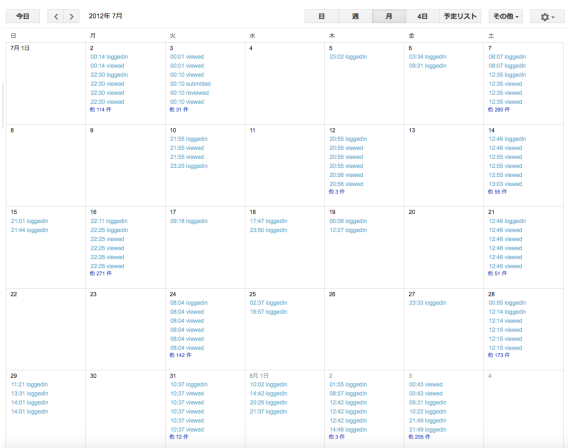 今日 < > 2012年 7月 日 週 月 4日 予定リスト その他
日 月 火 水 木 金 土
7月 1日 2 3 4 5 6 7
00:14 loggedin 00:01 viewed 23:02 loggedin 03:34 loggedin 08:07 loggedin
00:14 viewed 00:01 viewed 09:31 loggedin 08:07 loggedin
22:30 loggedin 00:10 viewed 12:35 loggedin
22:30 viewed 00:10 submitted 12:35 viewed
22:30 viewed 00:10 reviewed 12:35 viewed
22:30 viewed 00:10 viewed 12:35 viewed
他 114 件 他 31 件 他 280 件
8 9 10 11 12 13 14
21:55 loggedin 20:55 loggedin 12:46 loggedin
21:55 viewed 20:55 viewed 12:46 viewed
21:55 viewed 20:55 viewed 12:55 viewed
23:25 loggedin 20:55 viewed 12:55 viewed
20:56 viewed 12:55 viewed
20:56 viewed 13:03 viewed
他 3 件 他 55 件
15 16 17 18 19 20 21
21:01 loggedin 22:11 loggedin 09:18 loggedin 17:47 loggedin 00:06 loggedin 12:46 loggedin
21:44 loggedin 22:25 loggedin 23:50 loggedin 12:27 loggedin 12:46 viewed
22:25 viewed 12:46 viewed
22:26 viewed 12:46 viewed
22:28 viewed 12:46 viewed
22:28 viewed 12:46 viewed
他 271 件 他 51 件
22 23 24 25 26 27 28
08:04 loggedin 02:37 loggedin 23:33 loggedin 00:55 loggedin
08:04 viewed 16:57 loggedin 12:14 loggedin
08:04 viewed 12:14 viewed
08:04 viewed 12:15 viewed
08:04 viewed 12:15 viewed
08:04 viewed 12:15 viewed
他 142 件 他 173 件
29 30 31 8月 1日 2 3 4
11:21 loggedin 10:37 loggedin 10:02 loggedin 01:55 loggedin 00:43 viewed
13:31 loggedin 10:37 viewed 14:42 loggedin 08:57 loggedin 00:43 viewed
14:01 loggedin 10:37 viewed 20:29 loggedin 12:42 loggedin 09:31 loggedin
14:01 loggedin 10:37 viewed 21:37 loggedin 12:42 loggedin 10:22 loggedin
10:37 viewed 12:42 loggedin 21:49 loggedin
10:37 viewed 14:48 loggedin 21:49 loggedin
他 72 件 他 3 件 他 255 件